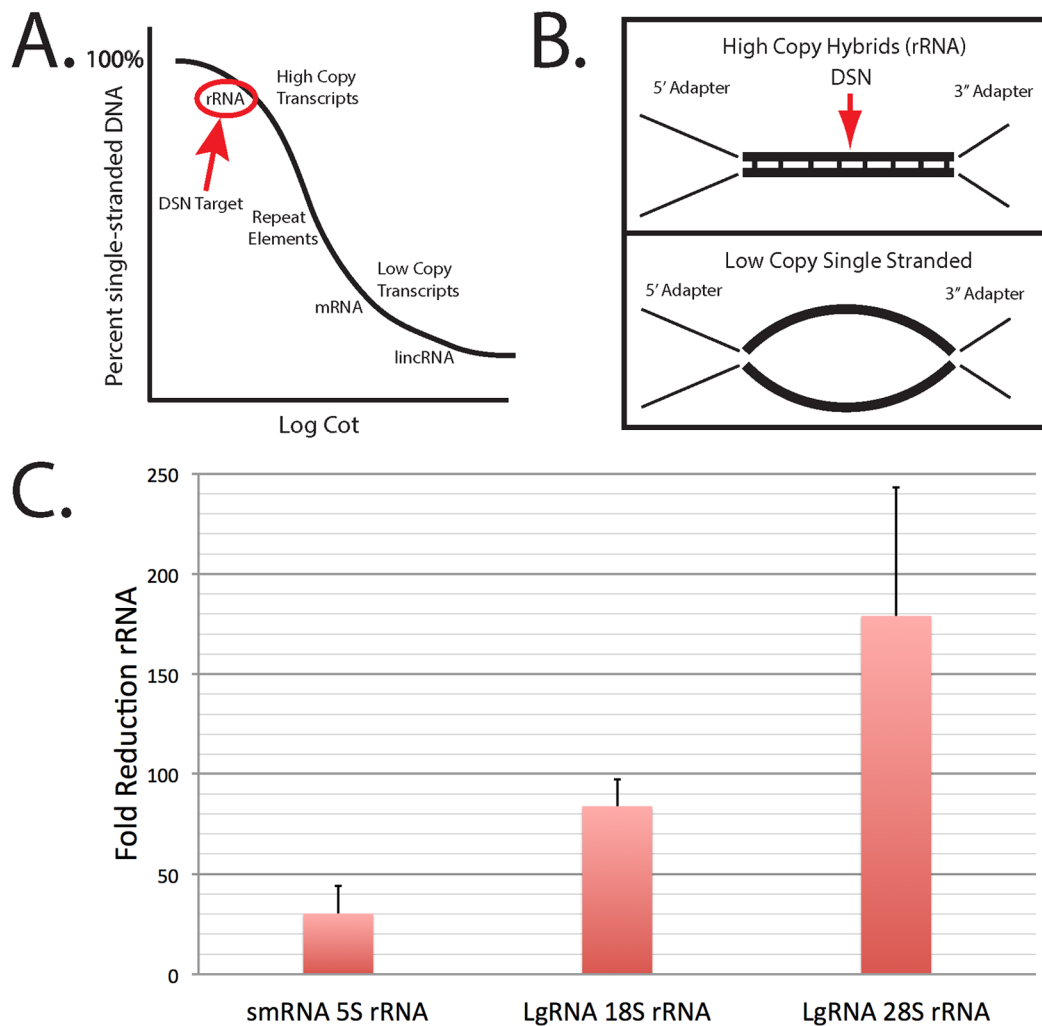 A.
100%
Percent single-stranded DNA
rRNA
High Copy
Transcripts
DSN Target
Repeat
Elements
Low Copy
Transcripts
mRNA
lincRNA
Log Cot
B.
High Copy Hybrids (rRNA)
DSN
5' Adapter
3" Adapter
Low Copy Single Stranded
5' Adapter
3" Adapter
C.
Fold Reduction rRNA
250
200
150
100
50
0
smRNA 5S rRNA
LgRNA 18S rRNA
LgRNA 28S rRNA